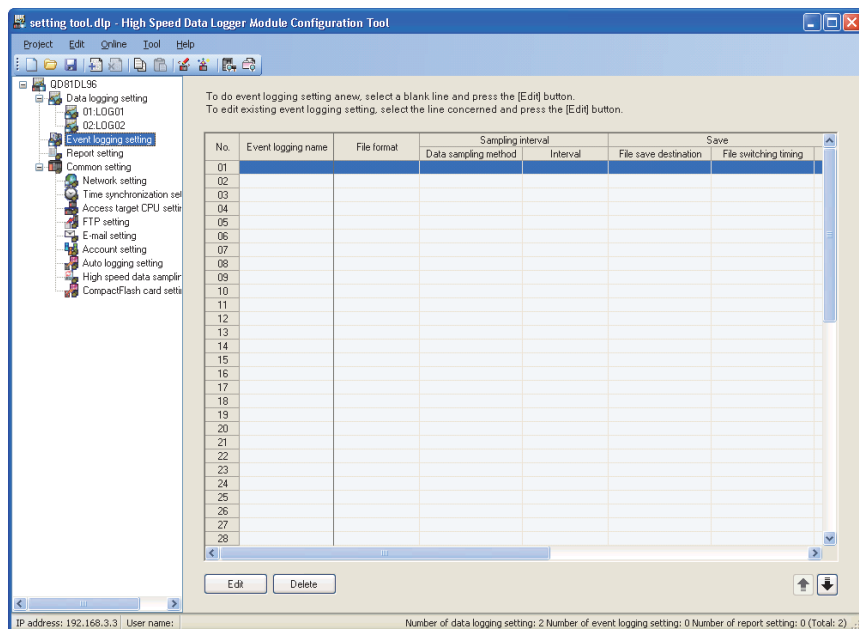 setting tool.dlp - High Speed Data Logger Module Configuration Tool
Project Edit Online Tool Help
QD81DL96
Data logging setting
01:LOG01
02:LOG02
Event logging setting
Report setting
Common setting
Network setting
Time synchronization set
Access target CPU settin
FTP setting
E-mail setting
Account setting
Auto logging setting
High speed data samplin
CompactFlash card settin
To do event logging setting anew, select a blank line and press the [Edit] button.
To edit existing event logging setting, select the line concerned and press the [Edit] button.
No. Event logging name File format Sampling interval Save
Data sampling method Interval File save destination File switching timing
01
02
03
04
05
06
07
08
09
10
11
12
13
14
15
16
17
18
19
20
21
22
23
24
25
26
27
28
Edit Delete
IP address: 192.168.3.3 User name: Number of data logging setting: 2 Number of event logging setting: 0 Number of report setting: 0 (Total: 2)